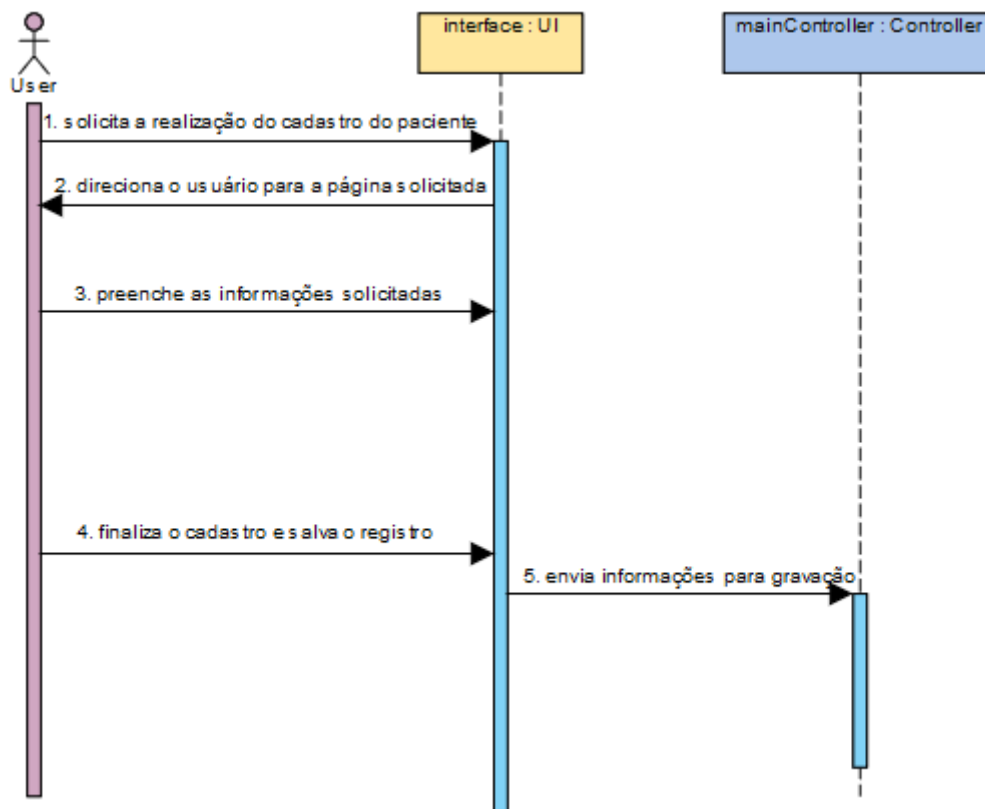 interface : UI
mainController : Controller
User
1. solicita a realização do cadastro do paciente
2. direciona o usuário para a página solicitada
3. preenche as informações solicitadas
4. finaliza o cadastro e salva o registro
5. envia informações para gravação